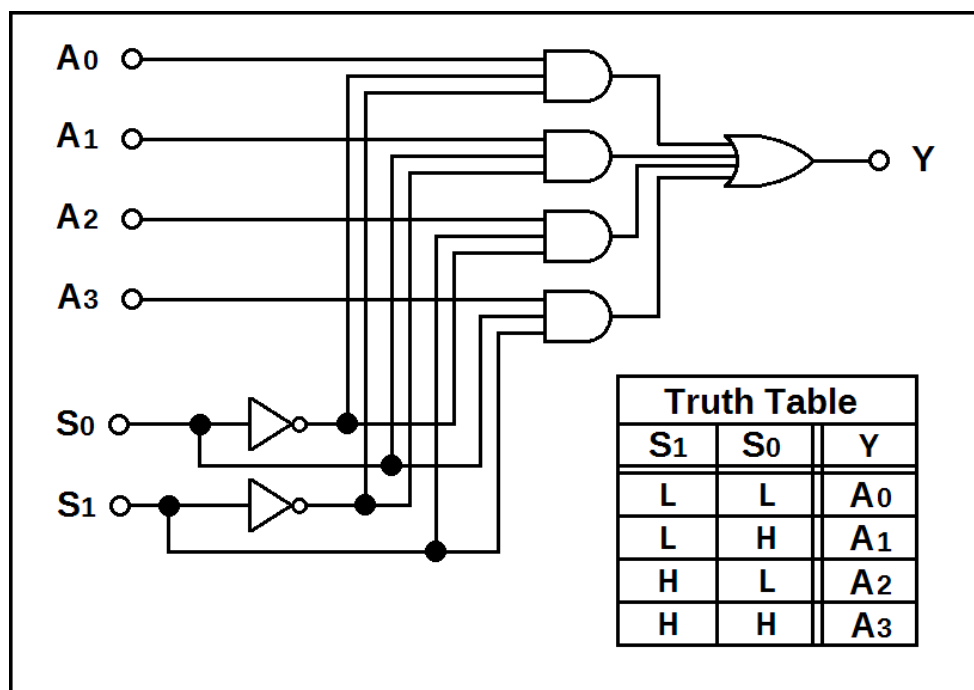 A0
A1
A2
A3
Y
S0
S1
Truth Table
S1 S0 Y
L L A0
L H A1
H L A2
H H A3